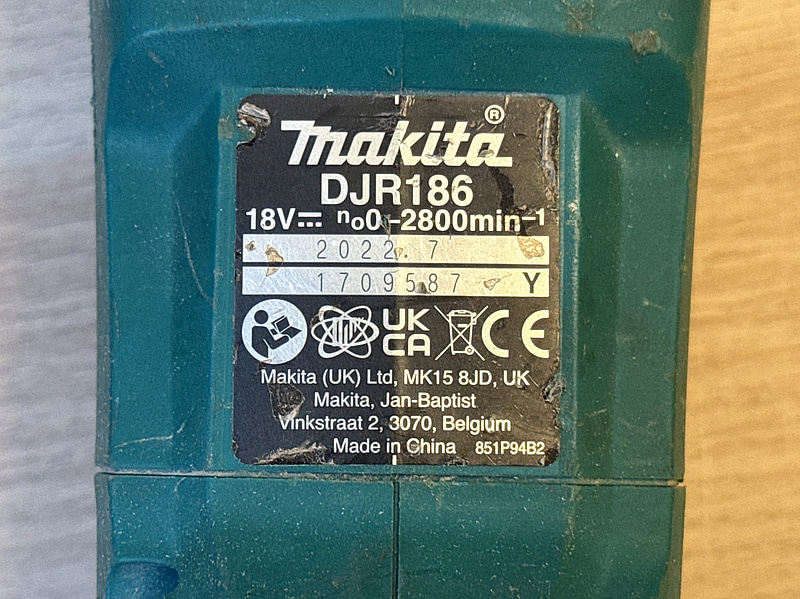 makita®
DJR186
18V⎓ no0-2800min-1
2022.7
1709587 Y
UK
CA
CE
Makita (UK) Ltd, MK15 8JD, UK
Makita, Jan-Baptist
Vinkstraat 2, 3070, Belgium
Made in China 851P94B2